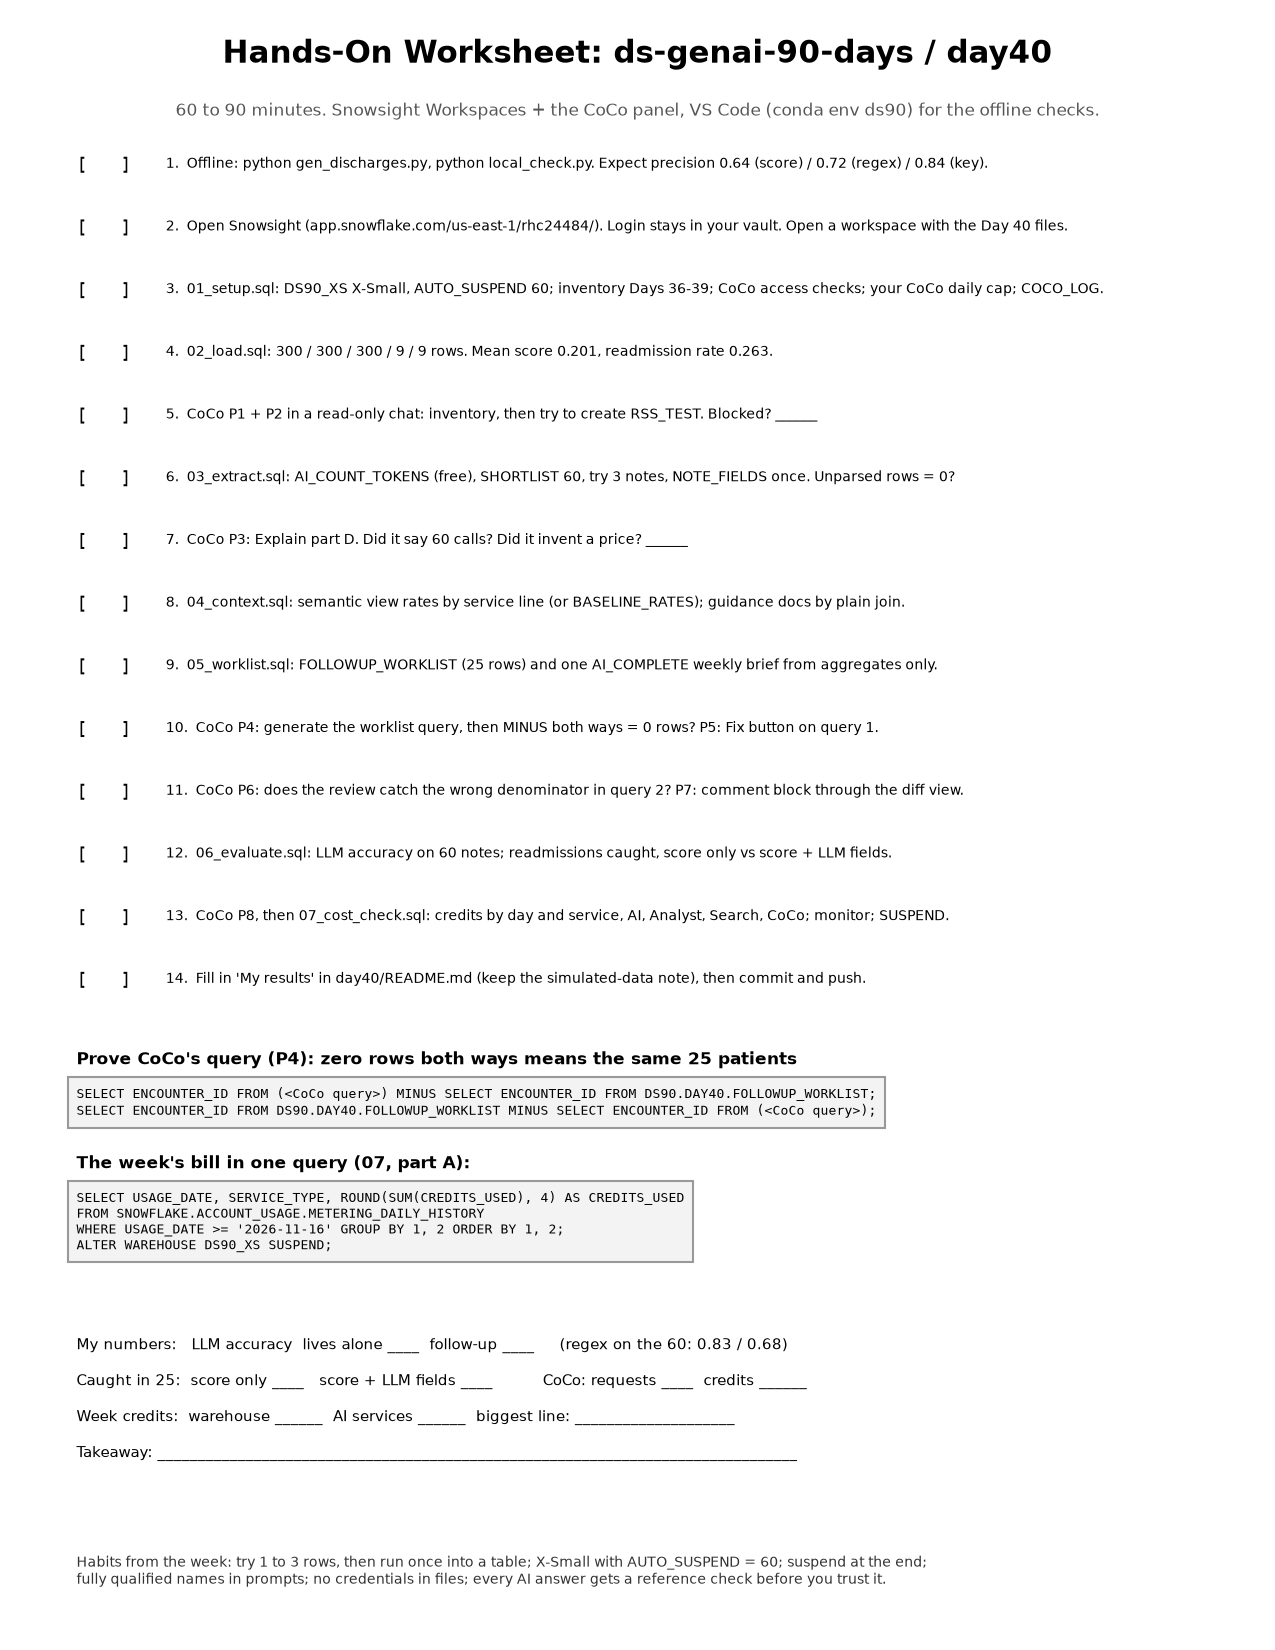 Hands-On Worksheet: ds-genai-90-days / day40
60 to 90 minutes. Snowsight Workspaces + the CoCo panel, VS Code (conda env ds90) for the offline checks.
[ ] 1. Offline: python gen_discharges.py, python local_check.py. Expect precision 0.64 (score) / 0.72 (regex) / 0.84 (key).
[ ] 2. Open Snowsight (app.snowflake.com/us-east-1/rhc24484/). Login stays in your vault. Open a workspace with the Day 40 files.
[ ] 3. 01_setup.sql: DS90_XS X-Small, AUTO_SUSPEND 60; inventory Days 36-39; CoCo access checks; your CoCo daily cap; COCO_LOG.
[ ] 4. 02_load.sql: 300 / 300 / 300 / 9 / 9 rows. Mean score 0.201, readmission rate 0.263.
[ ] 5. CoCo P1 + P2 in a read-only chat: inventory, then try to create RSS_TEST. Blocked? ______
[ ] 6. 03_extract.sql: AI_COUNT_TOKENS (free), SHORTLIST 60, try 3 notes, NOTE_FIELDS once. Unparsed rows = 0?
[ ] 7. CoCo P3: Explain part D. Did it say 60 calls? Did it invent a price? ______
[ ] 8. 04_context.sql: semantic view rates by service line (or BASELINE_RATES); guidance docs by plain join.
[ ] 9. 05_worklist.sql: FOLLOWUP_WORKLIST (25 rows) and one AI_COMPLETE weekly brief from aggregates only.
[ ] 10. CoCo P4: generate the worklist query, then MINUS both ways = 0 rows? P5: Fix button on query 1.
[ ] 11. CoCo P6: does the review catch the wrong denominator in query 2? P7: comment block through the diff view.
[ ] 12. 06_evaluate.sql: LLM accuracy on 60 notes; readmissions caught, score only vs score + LLM fields.
[ ] 13. CoCo P8, then 07_cost_check.sql: credits by day and service, AI, Analyst, Search, CoCo; monitor; SUSPEND.
[ ] 14. Fill in 'My results' in day40/README.md (keep the simulated-data note), then commit and push.
Prove CoCo's query (P4): zero rows both ways means the same 25 patients
SELECT ENCOUNTER_ID FROM (<CoCo query>) MINUS SELECT ENCOUNTER_ID FROM DS90.DAY40.FOLLOWUP_WORKLIST;
SELECT ENCOUNTER_ID FROM DS90.DAY40.FOLLOWUP_WORKLIST MINUS SELECT ENCOUNTER_ID FROM (<CoCo query>);
The week's bill in one query (07, part A):
SELECT USAGE_DATE, SERVICE_TYPE, ROUND(SUM(CREDITS_USED), 4) AS CREDITS_USED
FROM SNOWFLAKE.ACCOUNT_USAGE.METERING_DAILY_HISTORY
WHERE USAGE_DATE >= '2026-11-16' GROUP BY 1, 2 ORDER BY 1, 2;
ALTER WAREHOUSE DS90_XS SUSPEND;
My numbers: LLM accuracy lives alone ____ follow-up ____ (regex on the 60: 0.83 / 0.68)
Caught in 25: score only ____ score + LLM fields ____ CoCo: requests ____ credits ______
Week credits: warehouse ______ AI services ______ biggest line: ____________________
Takeaway: ________________________________________________________________________________
Habits from the week: try 1 to 3 rows, then run once into a table; X-Small with AUTO_SUSPEND = 60; suspend at the end;
fully qualified names in prompts; no credentials in files; every AI answer gets a reference check before you trust it.